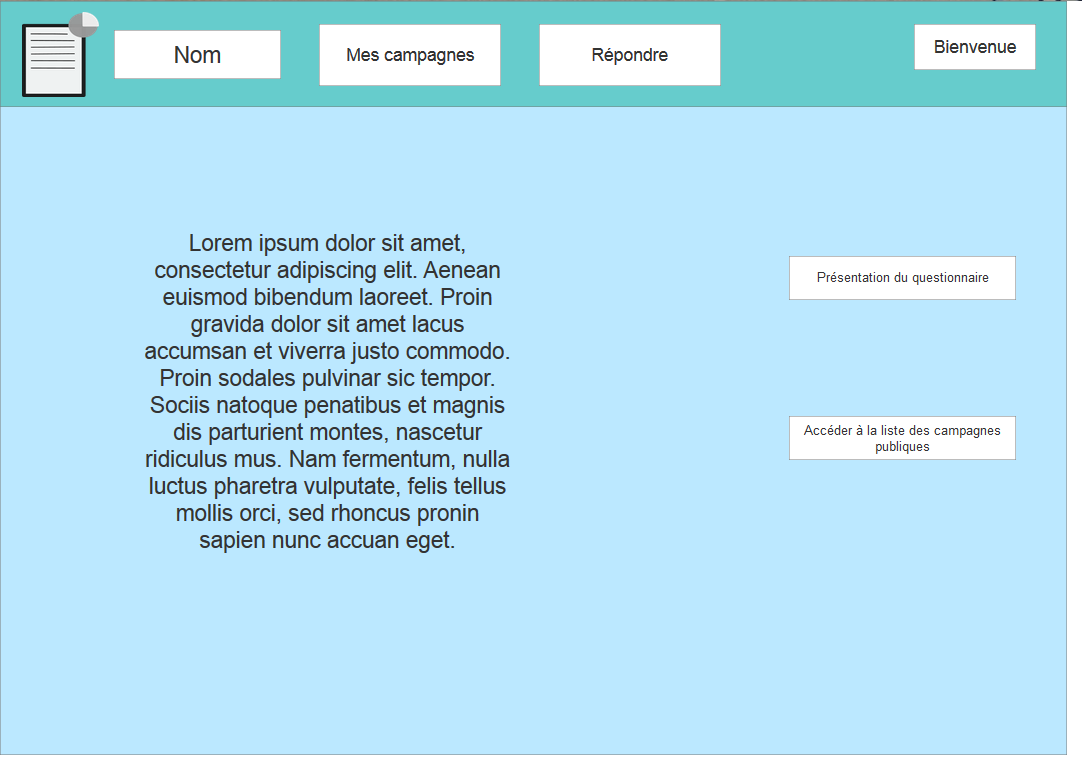 Nom
Mes campagnes
Répondre
Bienvenue
Lorem ipsum dolor sit amet,
consectetur adipiscing elit. Aenean
euismod bibendum laoreet. Proin
gravida dolor sit amet lacus
accumsan et viverra justo commodo.
Proin sodales pulvinar sic tempor.
Sociis natoque penatibus et magnis
dis parturient montes, nascetur
ridiculus mus. Nam fermentum, nulla
luctus pharetra vulputate, felis tellus
mollis orci, sed rhoncus pronin
sapien nunc accuan eget.
Présentation du questionnaire
Accéder à la liste des campagnes
publiques